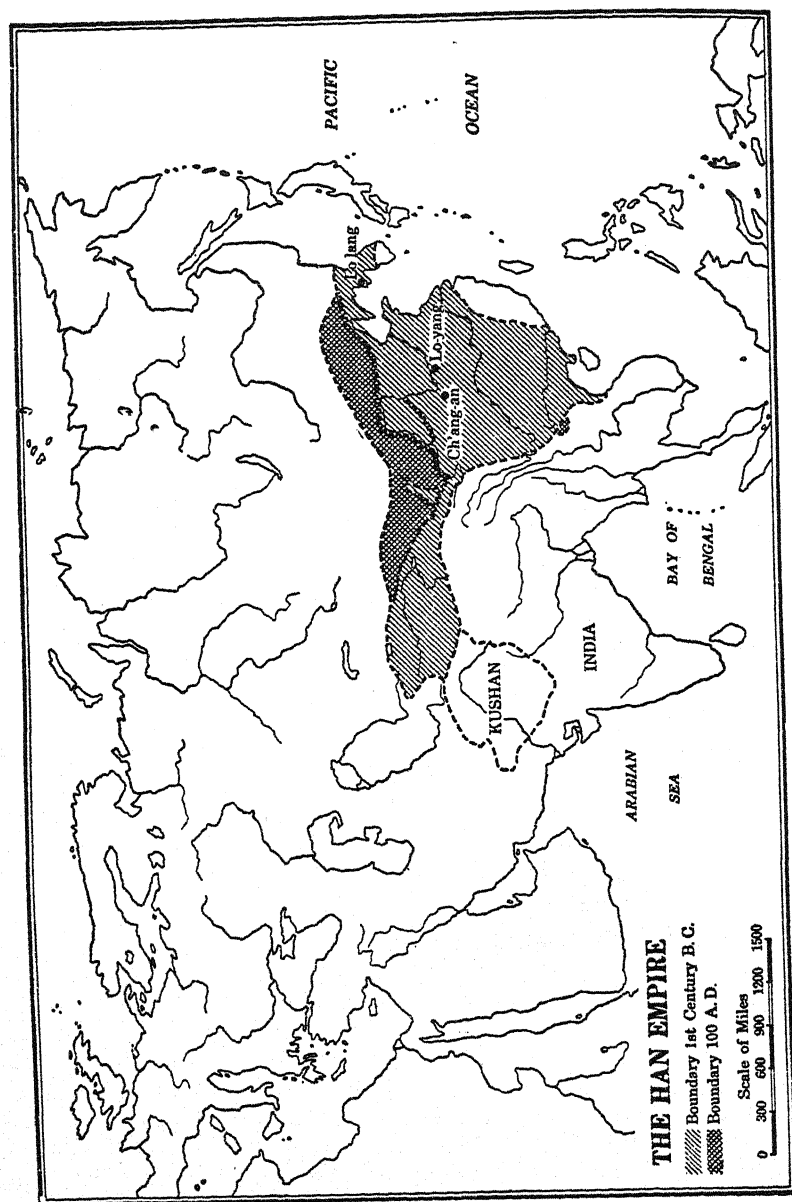 THE HAN EMPIRE
Boundary 1st Century B.C.
Boundary 100 A.D.
Scale of Miles
0 300 600 900 1200 1500
PACIFIC
OCEAN
Lo-lang
Lo-yang
Ch'ang-an
KUSHAN
INDIA
BAY OF
BENGAL
ARABIAN
SEA